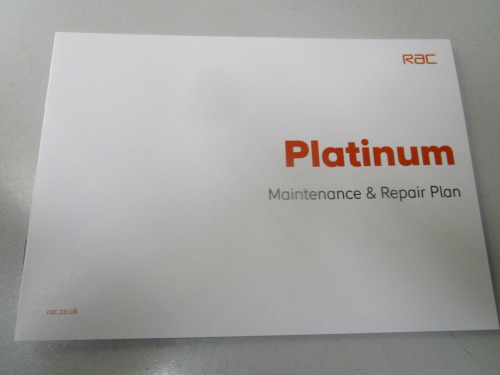 RAC
Platinum
Maintenance & Repair Plan
rac.co.uk